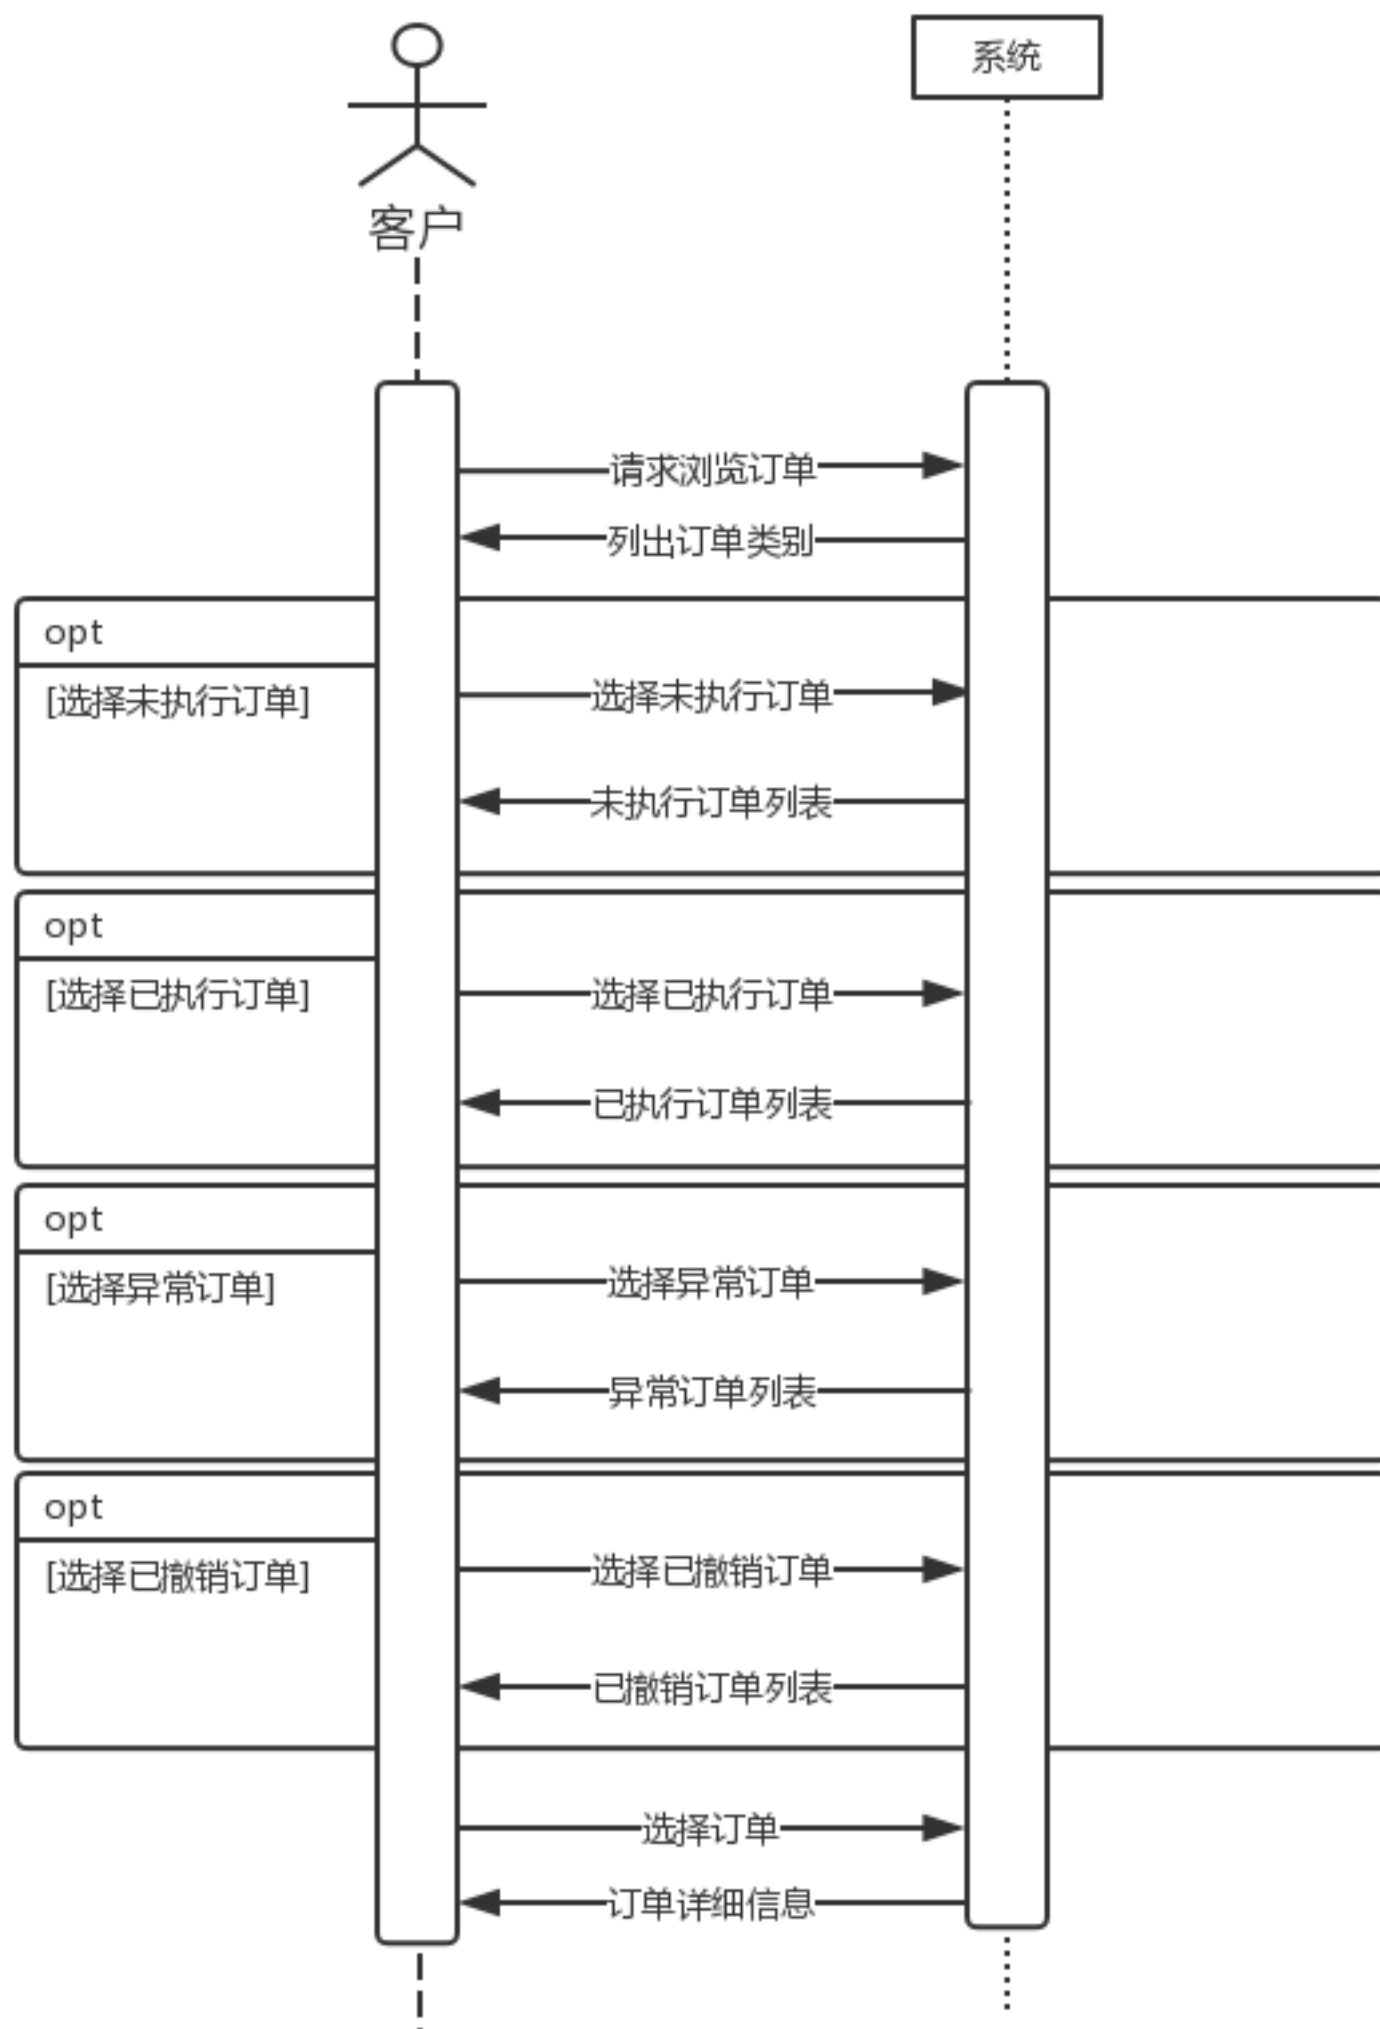 系统
客户
请求浏览订单
列出订单类别
opt
[选择未执行订单]
选择未执行订单
未执行订单列表
opt
[选择已执行订单]
选择已执行订单
已执行订单列表
opt
[选择异常订单]
选择异常订单
异常订单列表
opt
[选择已撤销订单]
选择已撤销订单
已撤销订单列表
选择订单
订单详细信息